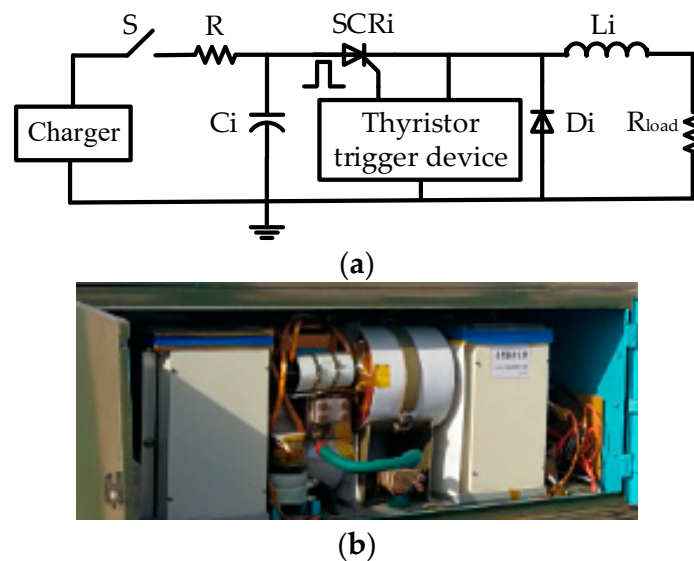 S R SCRi Li
Charger Ci Thyristor
trigger device Di Rload
(a)
(b)